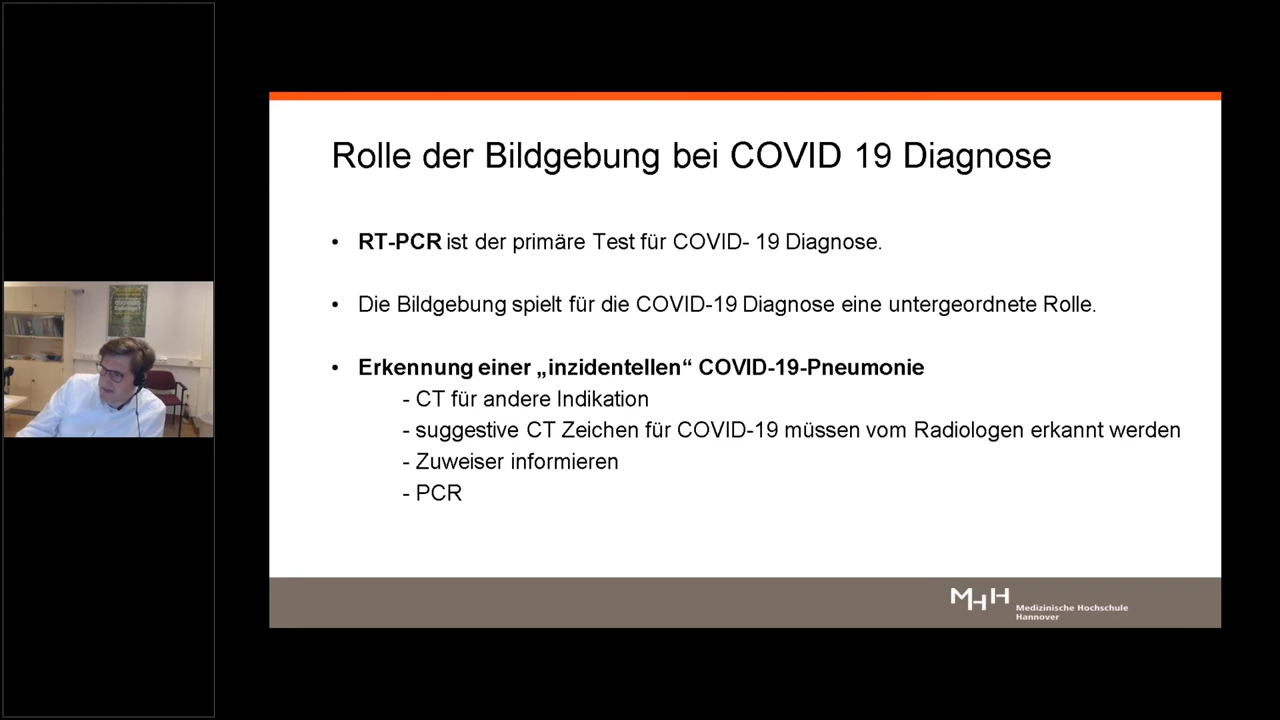 Rolle der Bildgebung bei COVID 19 Diagnose
• RT-PCR ist der primäre Test für COVID- 19 Diagnose.
• Die Bildgebung spielt für die COVID-19 Diagnose eine untergeordnete Rolle.
• Erkennung einer „inzidentellen“ COVID-19-Pneumonie
- CT für andere Indikation
- suggestive CT Zeichen für COVID-19 müssen vom Radiologen erkannt werden
- Zuweiser informieren
- PCR
MHH
Medizinische Hochschule
Hannover